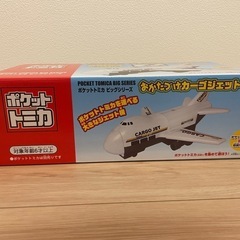 POCKET TOMICA BIG SERIES
ポケットトミカ ビッグシリーズ
おかたづけカーゴジェット
ポケット
トミカ
ポケットトミカを運べる
大きなジェット機
CARGO JET
対象年齢6才以上